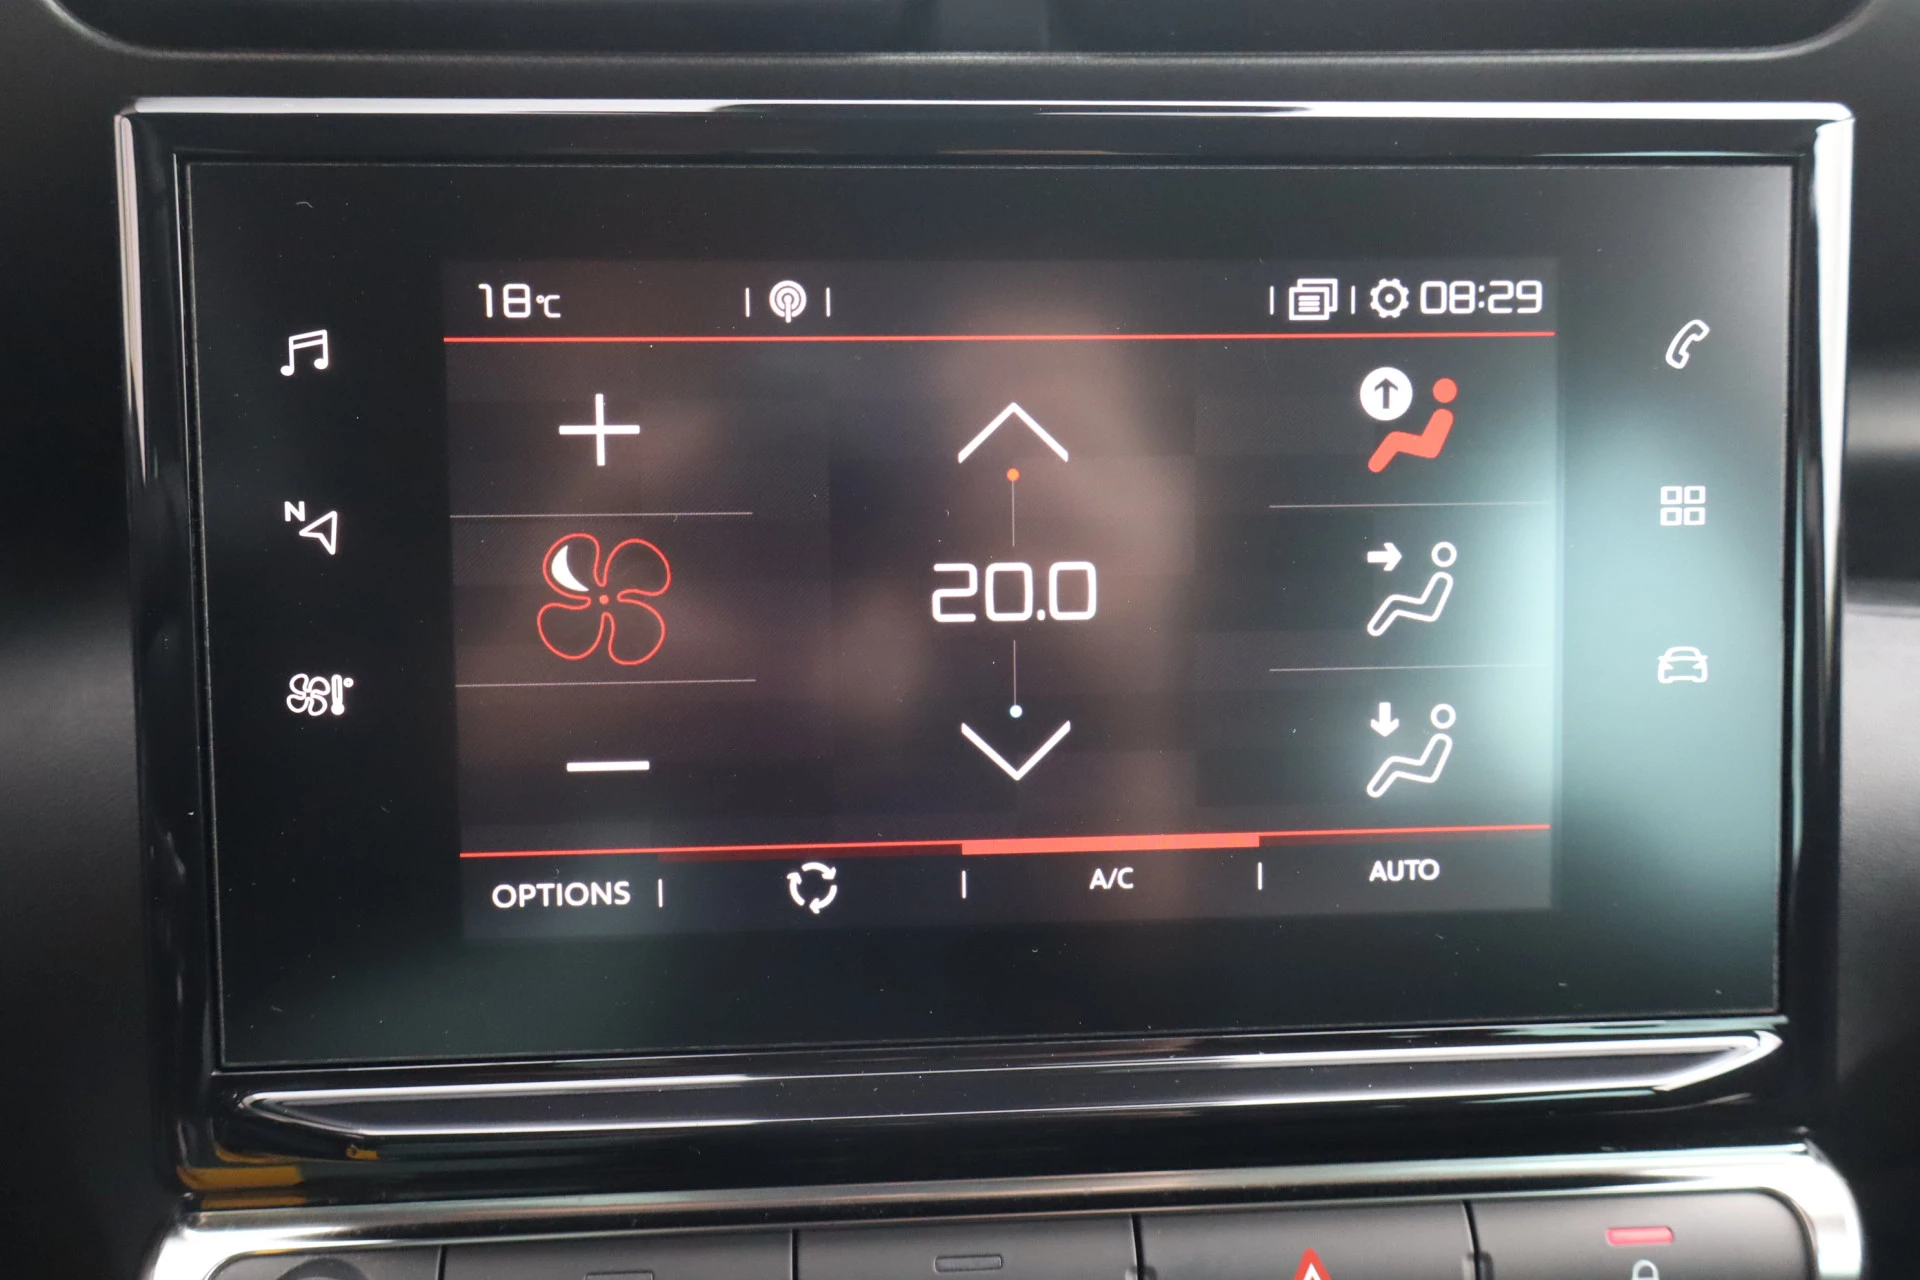 18°C 08:29
N
20.0
OPTIONS A/C AUTO